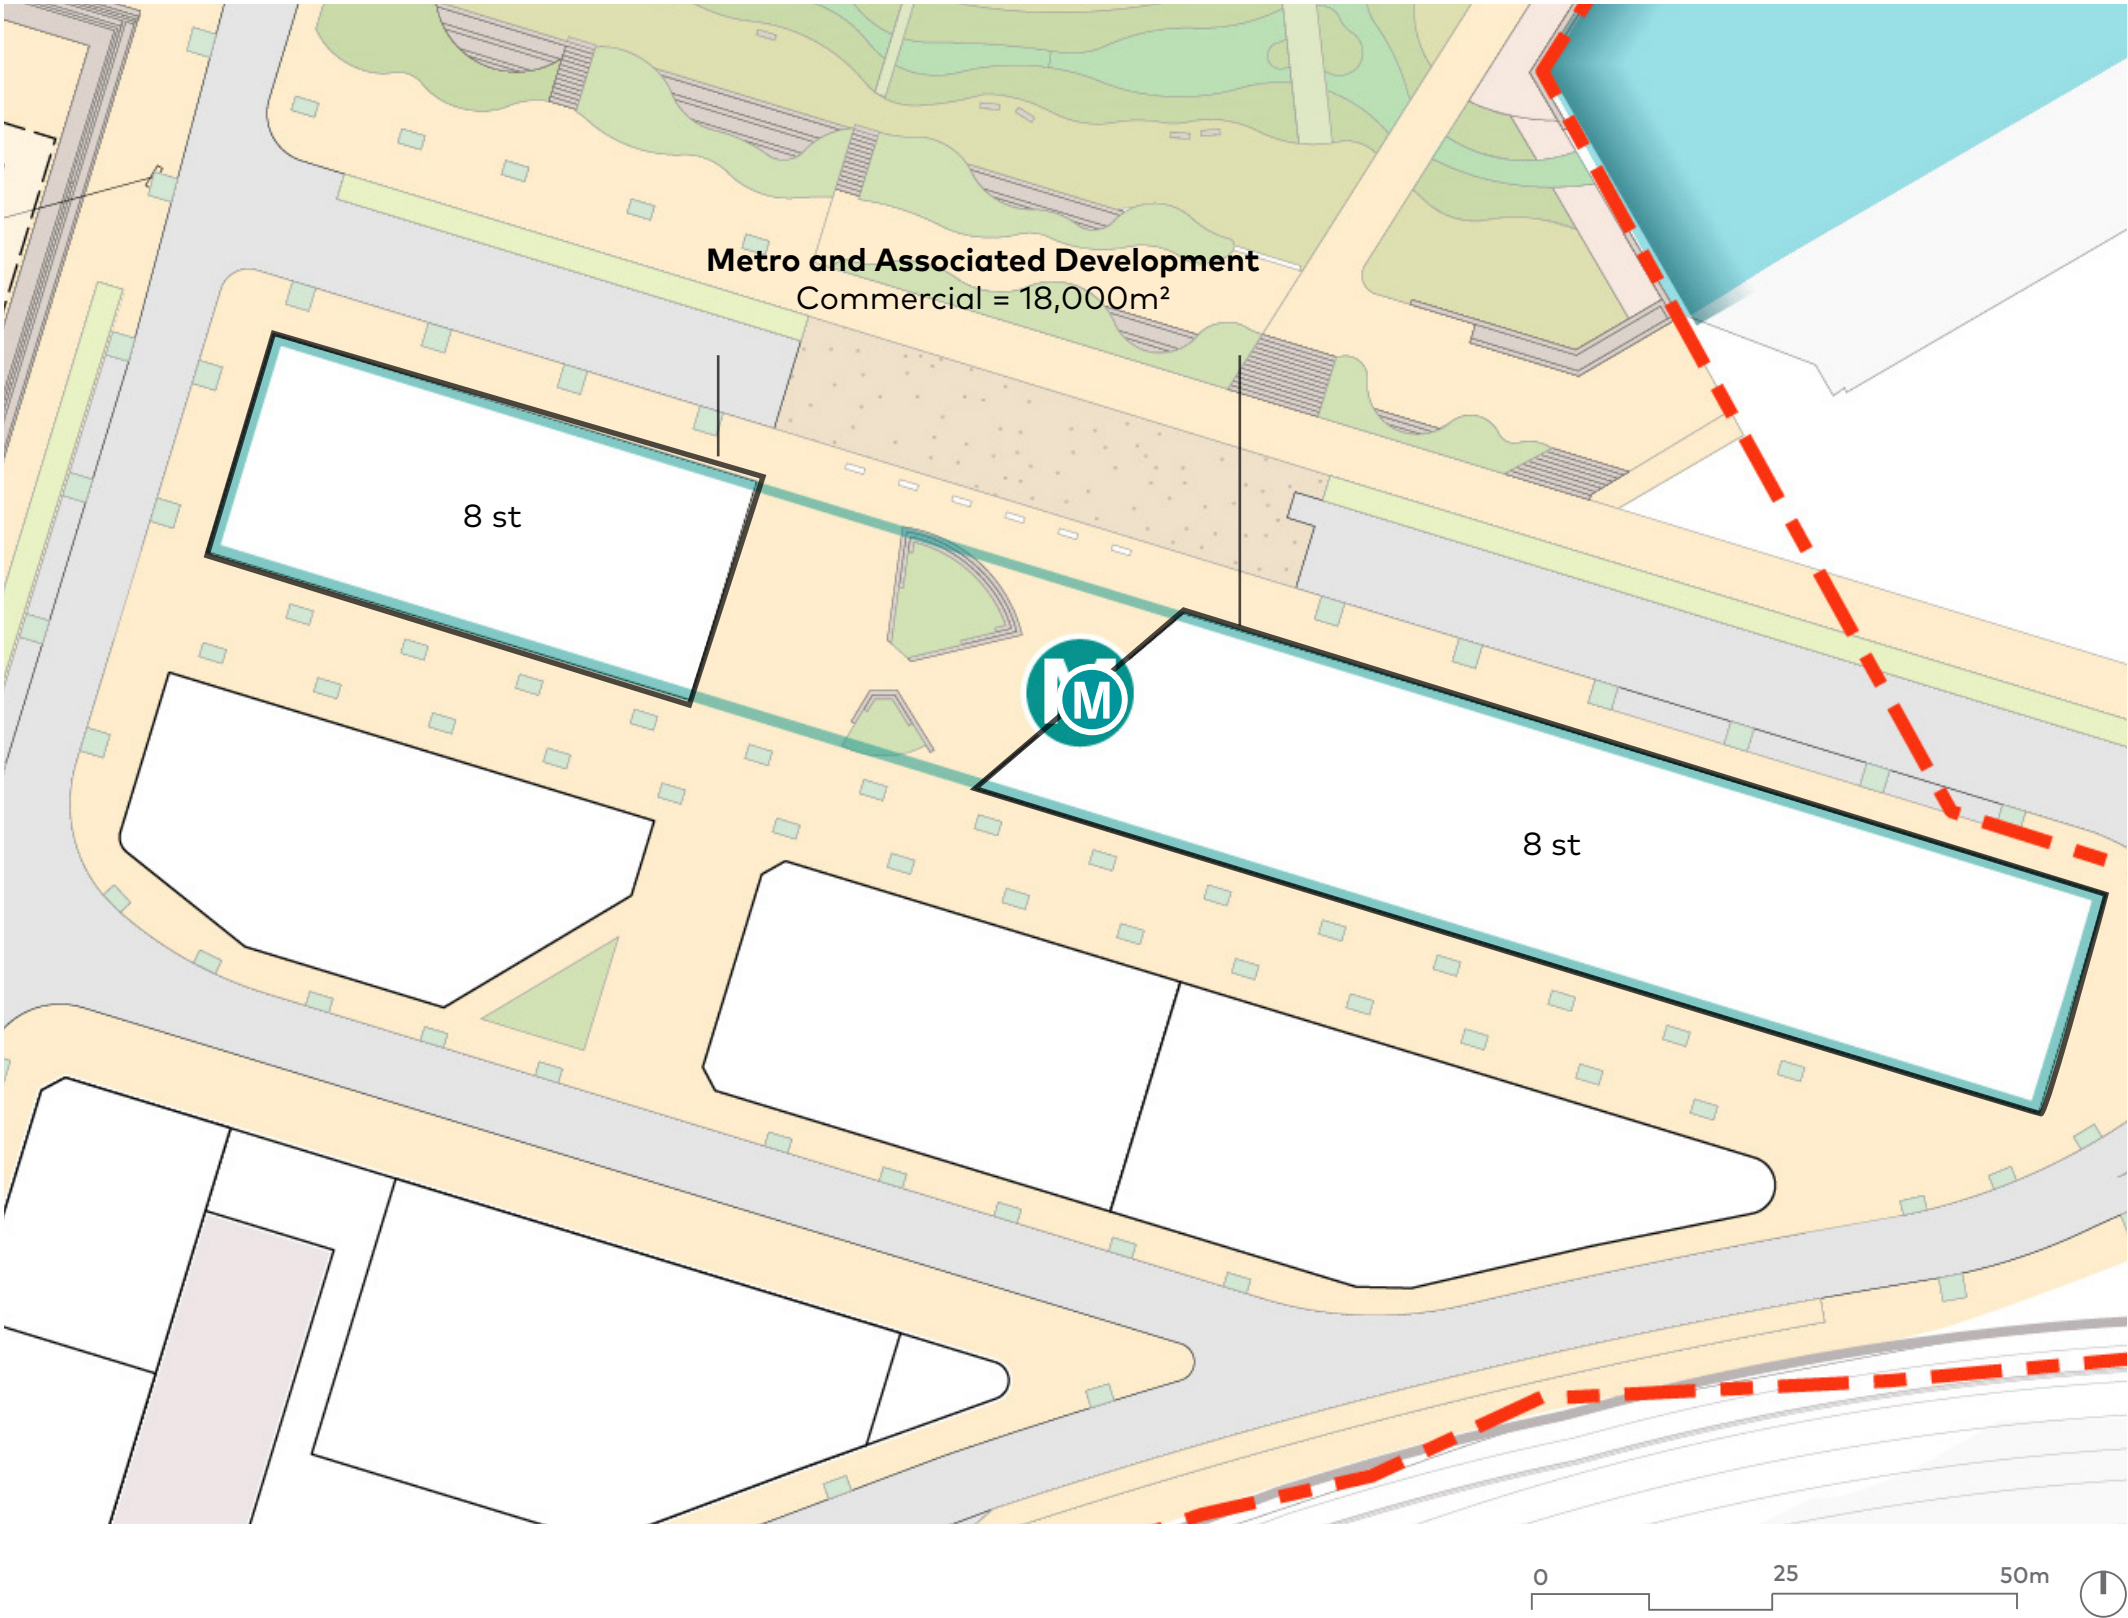 Metro and Associated Development
Commercial = 18,000m²
8 st
M
M
8 st
0 25 50m